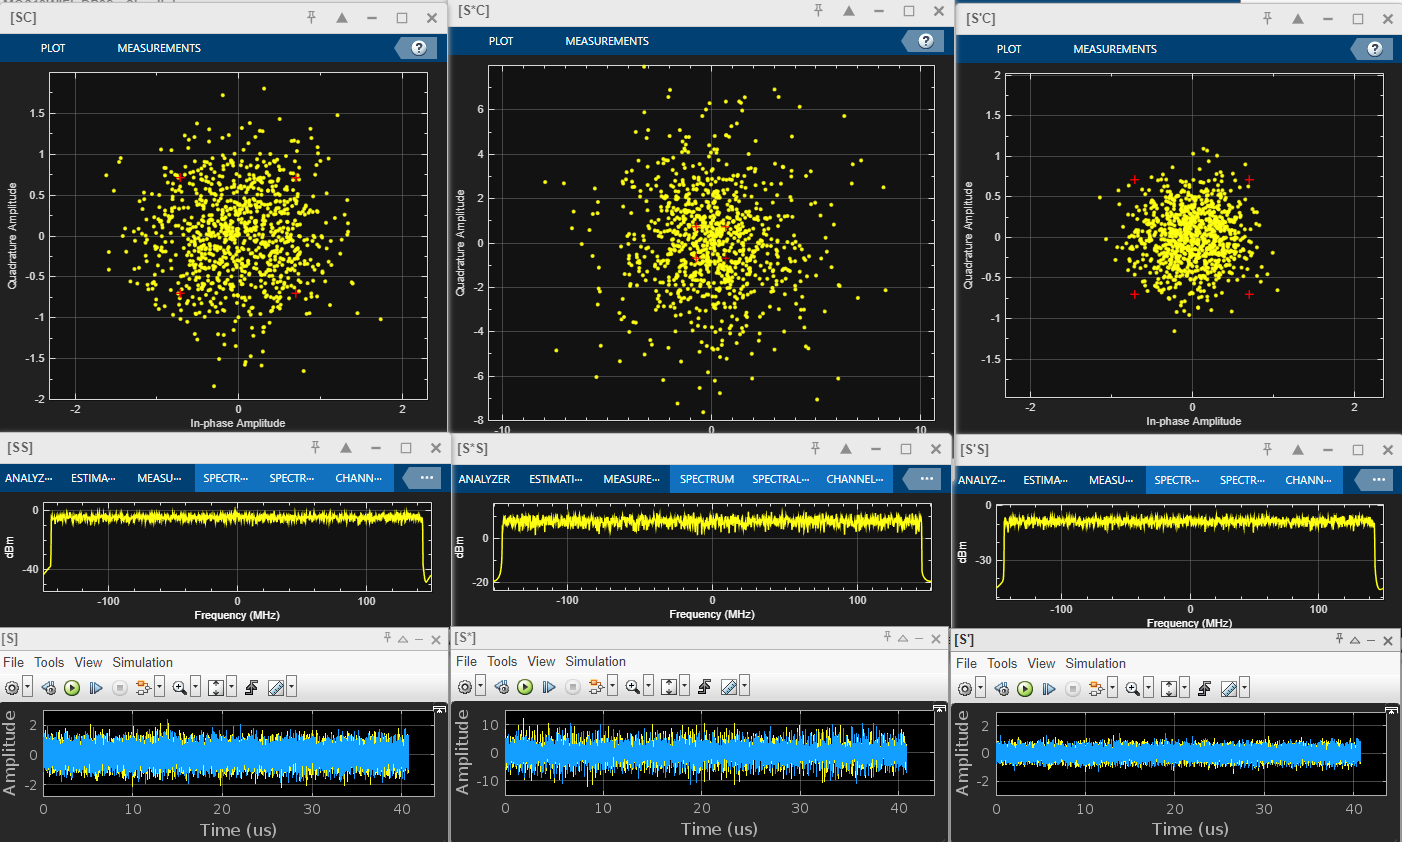 [SC]
PLOT MEASUREMENTS ?
1.5
1
0.5
0
-0.5
-1
-1.5
-2
Quadrature Amplitude
-2 0 2
In-phase Amplitude
[S*C]
PLOT MEASUREMENTS ?
6
4
2
0
-2
-4
-6
-8
Quadrature Amplitude
-10 0 10
[S'C]
PLOT MEASUREMENTS ?
2
1.5
1
0.5
0
-0.5
-1
-1.5
Quadrature Amplitude
-2 0 2
In-phase Amplitude
[SS]
ANALYZ... ESTIMA... MEASU... SPECTR... SPECTR... CHANN... ...
0
-40
dBm
-100 0 100
Frequency (MHz)
[S*S]
ANALYZER ESTIMATI... MEASURE... SPECTRUM SPECTRAL... CHANNEL... ...
0
-20
dBm
-100 0 100
Frequency (MHz)
[S'S]
ANALYZ... ESTIMA... MEASU... SPECTR... SPECTR... CHANN... ...
0
-30
dBm
-100 0 100
Frequency (MHz)
[S]
File Tools View Simulation
2
0
-2
Amplitude
0 10 20 30 40
Time (us)
[S*]
File Tools View Simulation
10
0
-10
Amplitude
0 10 20 30 40
Time (us)
[S']
File Tools View Simulation
2
0
-2
Amplitude
0 10 20 30 40
Time (us)